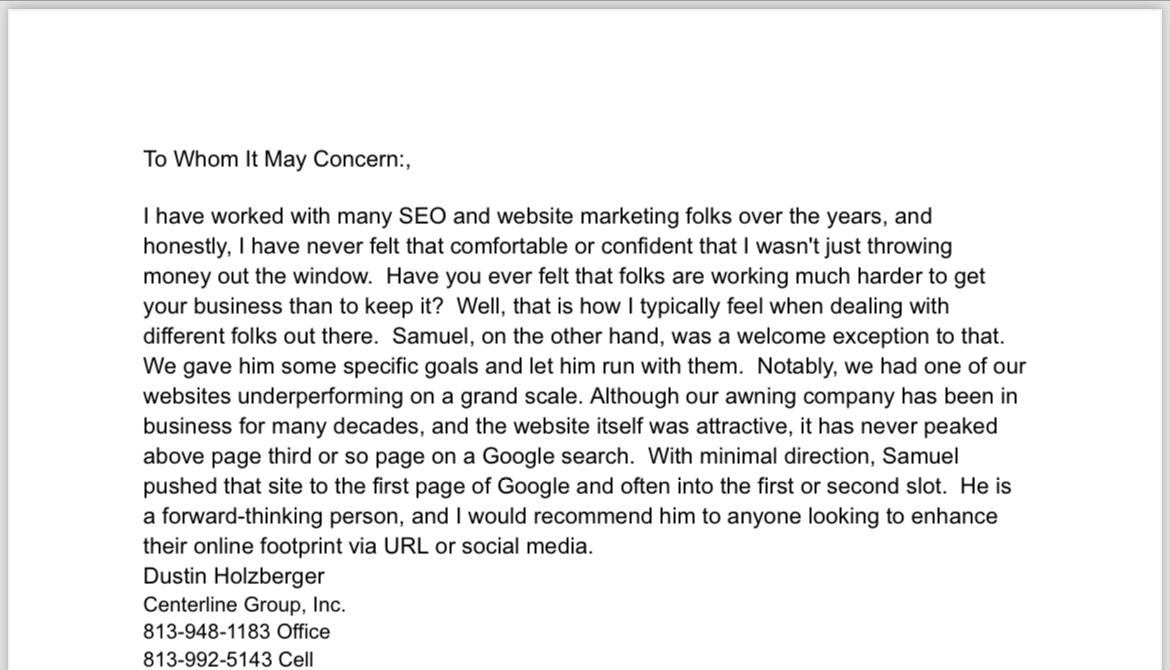 To Whom It May Concern:,
I have worked with many SEO and website marketing folks over the years, and
honestly, I have never felt that comfortable or confident that I wasn't just throwing
money out the window.  Have you ever felt that folks are working much harder to get
your business than to keep it?  Well, that is how I typically feel when dealing with
different folks out there.  Samuel, on the other hand, was a welcome exception to that.
We gave him some specific goals and let him run with them.  Notably, we had one of our
websites underperforming on a grand scale. Although our awning company has been in
business for many decades, and the website itself was attractive, it has never peaked
above page third or so page on a Google search.  With minimal direction, Samuel
pushed that site to the first page of Google and often into the first or second slot.  He is
a forward-thinking person, and I would recommend him to anyone looking to enhance
their online footprint via URL or social media.
Dustin Holzberger
Centerline Group, Inc.
813-948-1183 Office
813-992-5143 Cell